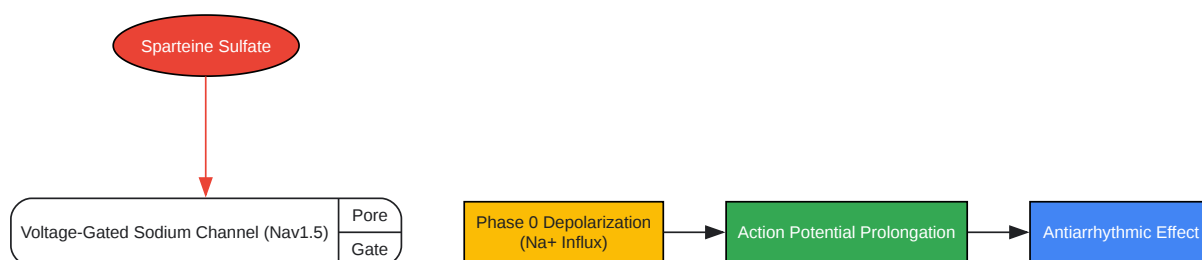 Sparteine Sulfate
Voltage-Gated Sodium Channel (Nav1.5)
Pore
Gate
Phase 0 Depolarization
(Na+ Influx)
Action Potential Prolongation
Antiarrhythmic Effect